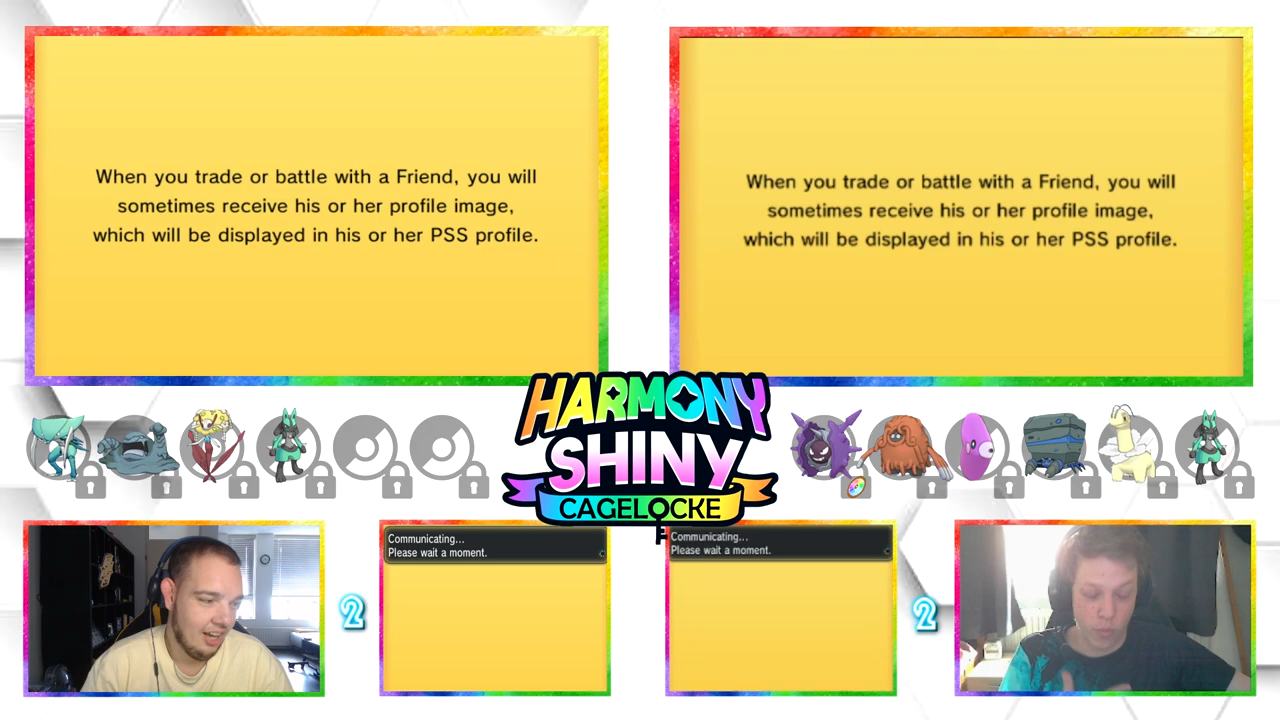 When you trade or battle with a Friend, you will
sometimes receive his or her profile image,
which will be displayed in his or her PSS profile.
When you trade or battle with a Friend, you will
sometimes receive his or her profile image,
which will be displayed in his or her PSS profile.
HARMONY
SHINY
CAGELOCKE
Communicating...
Please wait a moment.
Communicating...
Please wait a moment.
2
2